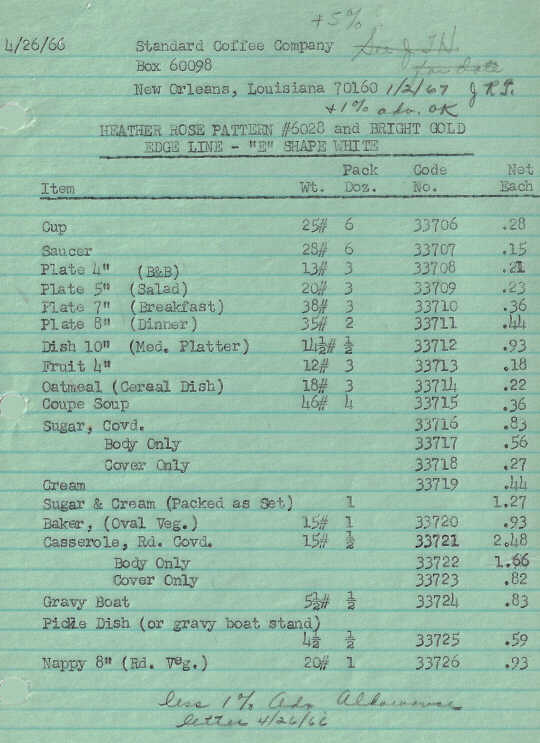 +5%
4/26/66 Standard Coffee Company See J T H.
Box 60098 for date
New Orleans, Louisiana 70160 1/2/67
+1% adv. OK
HEATHER ROSE PATTERN #6028 and BRIGHT GOLD
EDGE LINE - "E" SHAPE WHITE
Pack Code Net
Item Wt. Doz. No. Each
Cup 25# 6 33706 .28
Saucer 28# 6 33707 .15
Plate 4" (B&B) 13# 3 33708 .21
Plate 5" (Salad) 20# 3 33709 .23
Plate 7" (Breakfast) 38# 3 33710 .36
Plate 8" (Dinner) 35# 2 33711 .44
Dish 10" (Med. Platter) 14½# ½ 33712 .93
Fruit 4" 12# 3 33713 .18
Oatmeal (Ceraal Dish) 18# 3 33714 .22
Coupe Soup 46# 4 33715 .36
Sugar, Covd. 33716 .83
Body Only 33717 .56
Cover Only 33718 .27
Cream 33719 .44
Sugar & Cream (Packed as Set) 1 1.27
Baker, (Oval Veg.) 15# 1 33720 .93
Casserole, Rd. Covd. 15# ½ 33721 2.48
Body Only 33722 1.66
Cover Only 33723 .82
Gravy Boat 5½# ½ 33724 .83
Pickle Dish (or gravy boat stand)
4½ ½ 33725 .59
Nappy 8" (Rd. Veg.) 20# 1 33726 .93
less 1% Adv. Allowance
letter 4/26/66